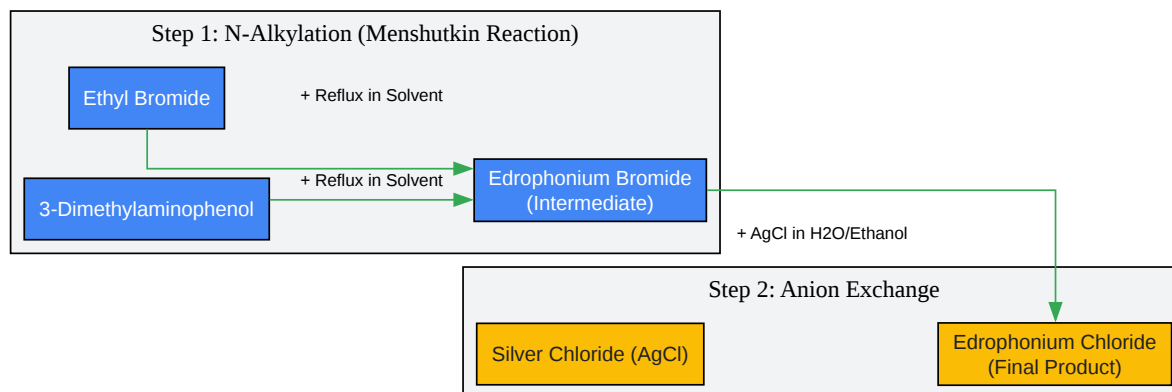 Step 1: N-Alkylation (Menshutkin Reaction)
Ethyl Bromide
+ Reflux in Solvent
+ Reflux in Solvent
3-Dimethylaminophenol
Edrophonium Bromide
(Intermediate)
+ AgCl in H2O/Ethanol
Step 2: Anion Exchange
Silver Chloride (AgCl)
Edrophonium Chloride
(Final Product)